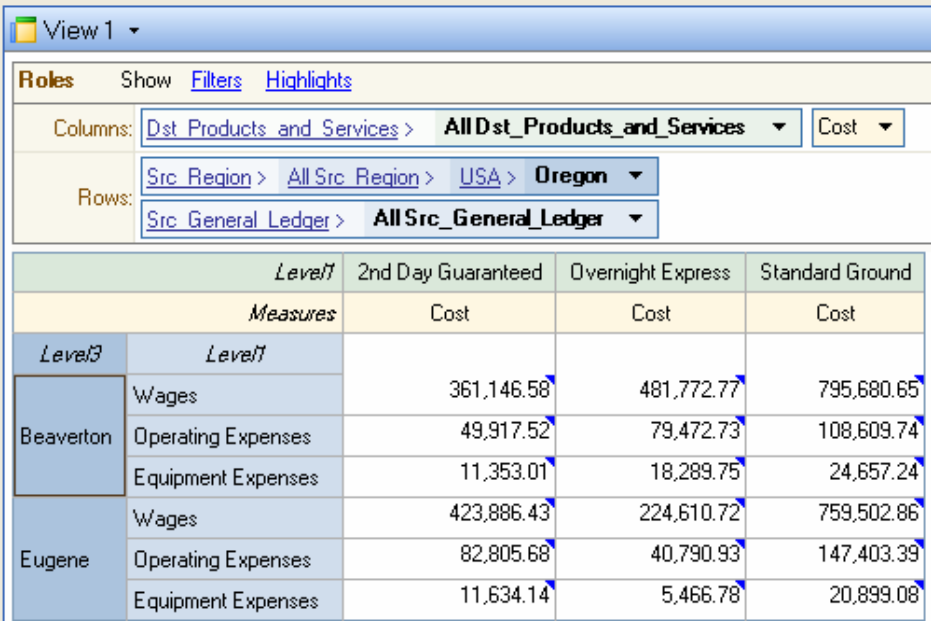 View 1
Roles Show Filters Highlights
Columns: Dst_Products_and_Services > All Dst_Products_and_Services Cost
Rows: Src_Region > All Src_Region > USA > Oregon
Src_General_Ledger > All Src_General_Ledger
Level1 2nd Day Guaranteed Overnight Express Standard Ground
Measures Cost Cost Cost
Level3 Level1
Beaverton Wages 361,146.58 481,772.77 795,680.65
Operating Expenses 49,917.52 79,472.73 108,609.74
Equipment Expenses 11,353.01 18,289.75 24,657.24
Eugene Wages 423,886.43 224,610.72 759,502.86
Operating Expenses 82,805.68 40,790.93 147,403.39
Equipment Expenses 11,634.14 5,466.78 20,899.08